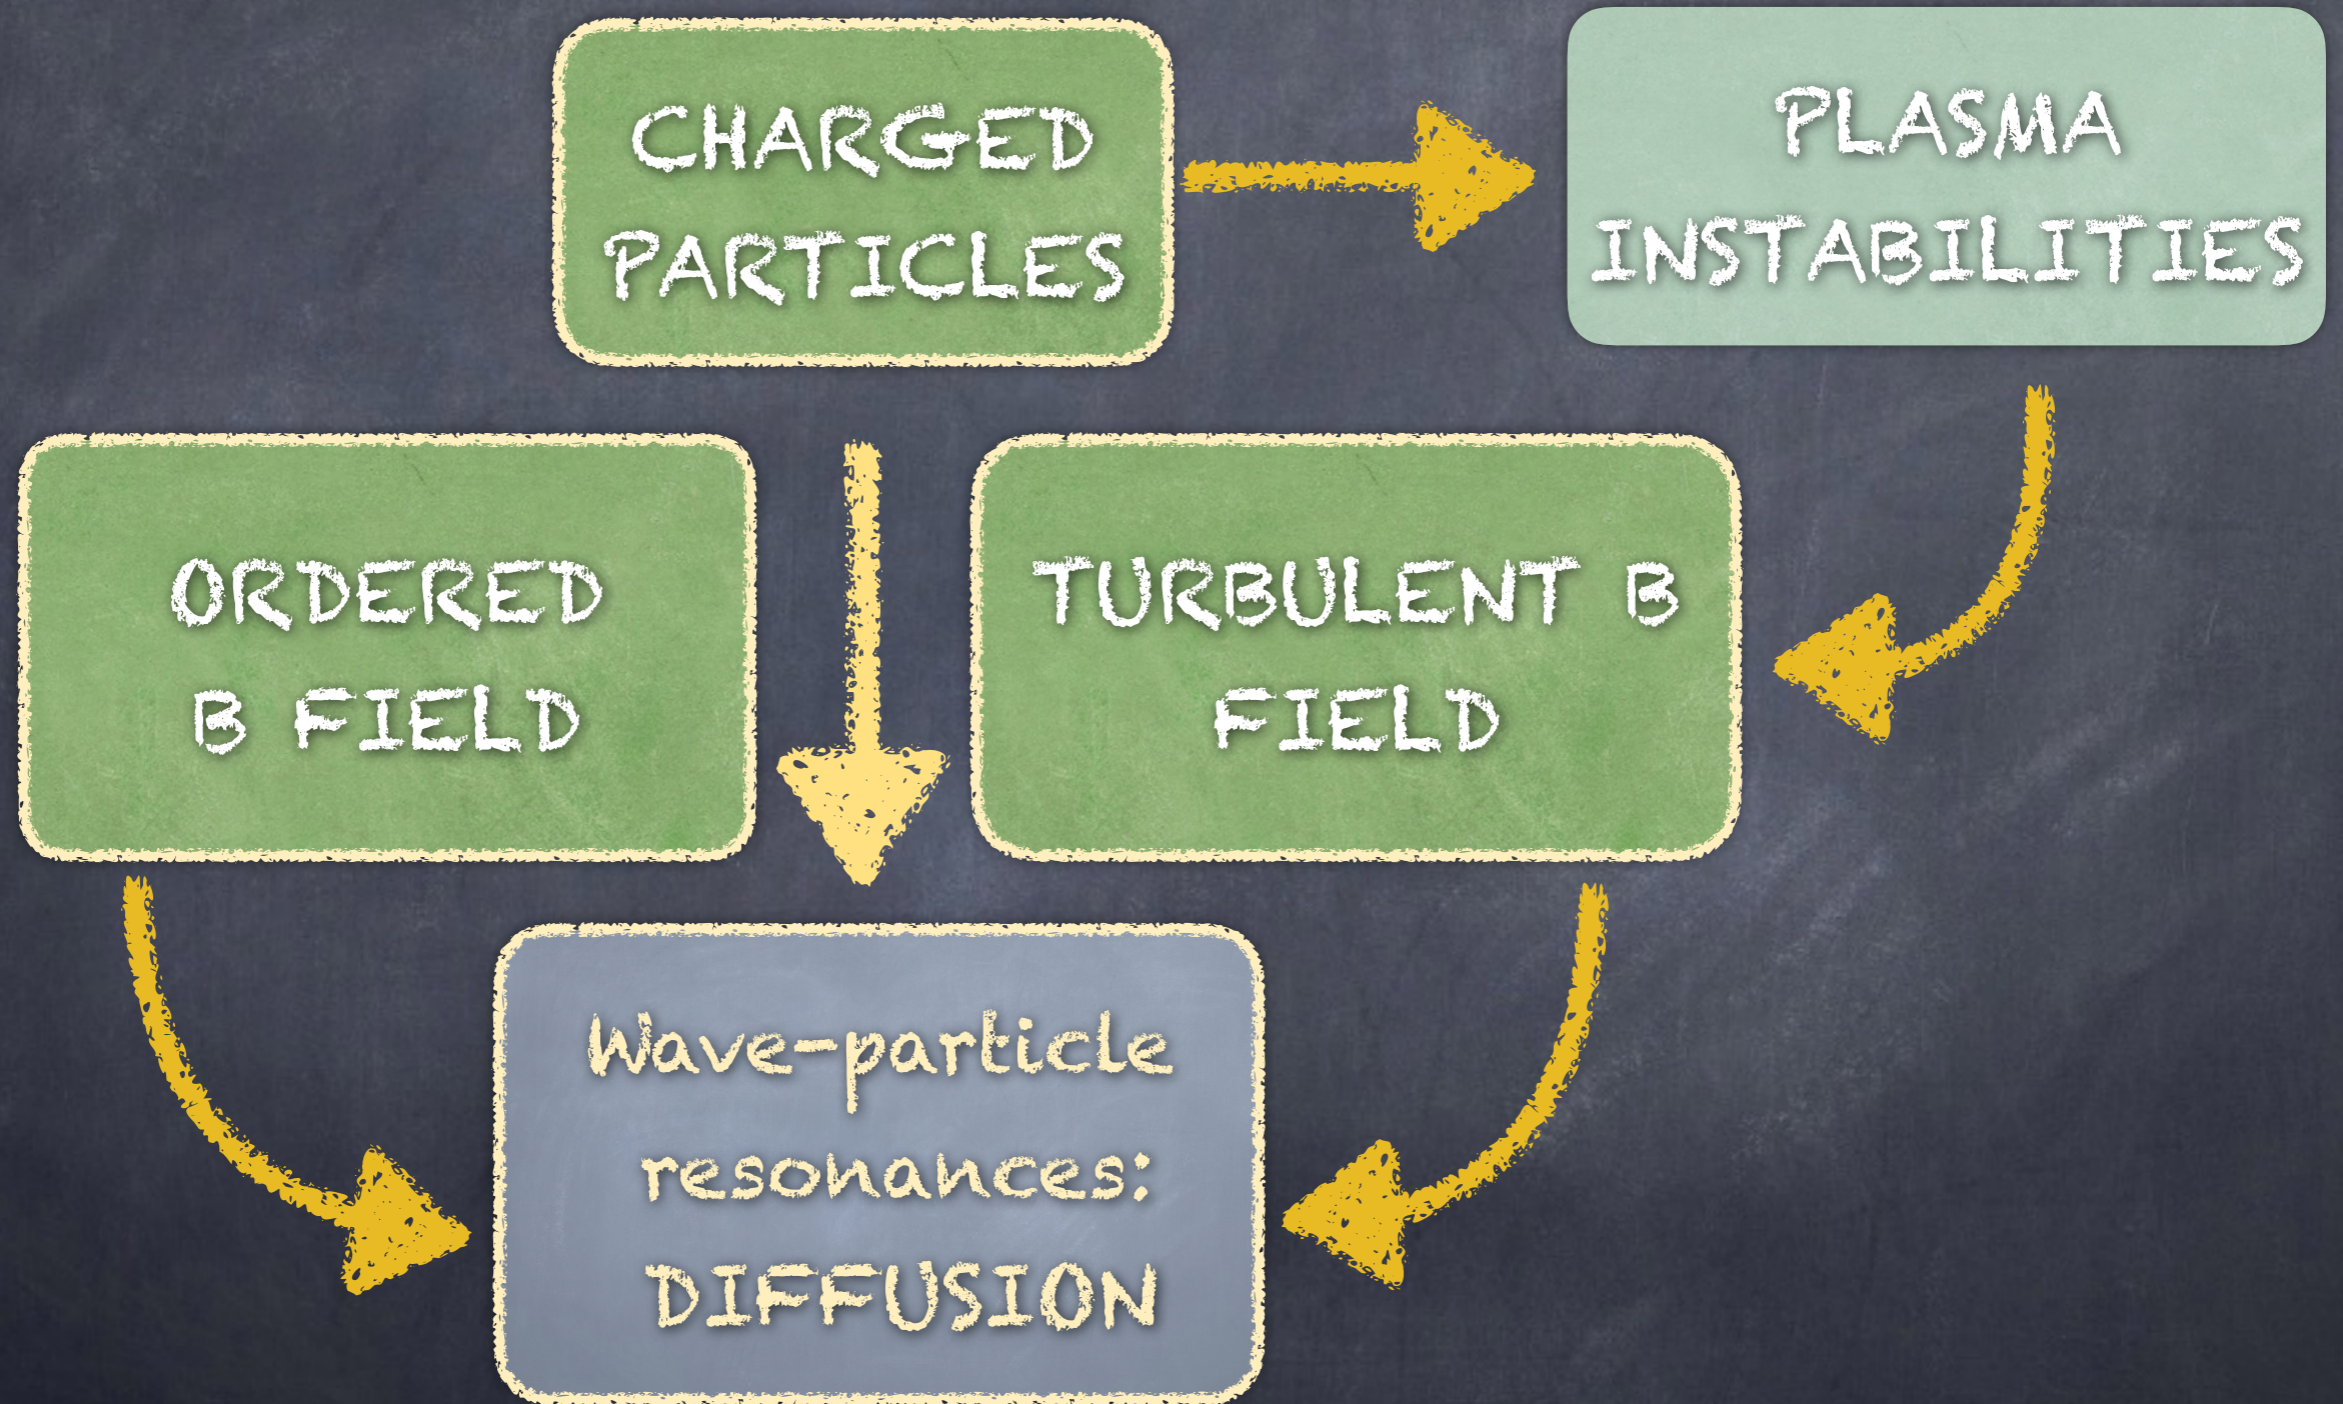 CHARGED
PARTICLES
PLASMA
INSTABILITIES
ORDERED
B FIELD
TURBULENT B
FIELD
Wave-particle
resonances:
DIFFUSION